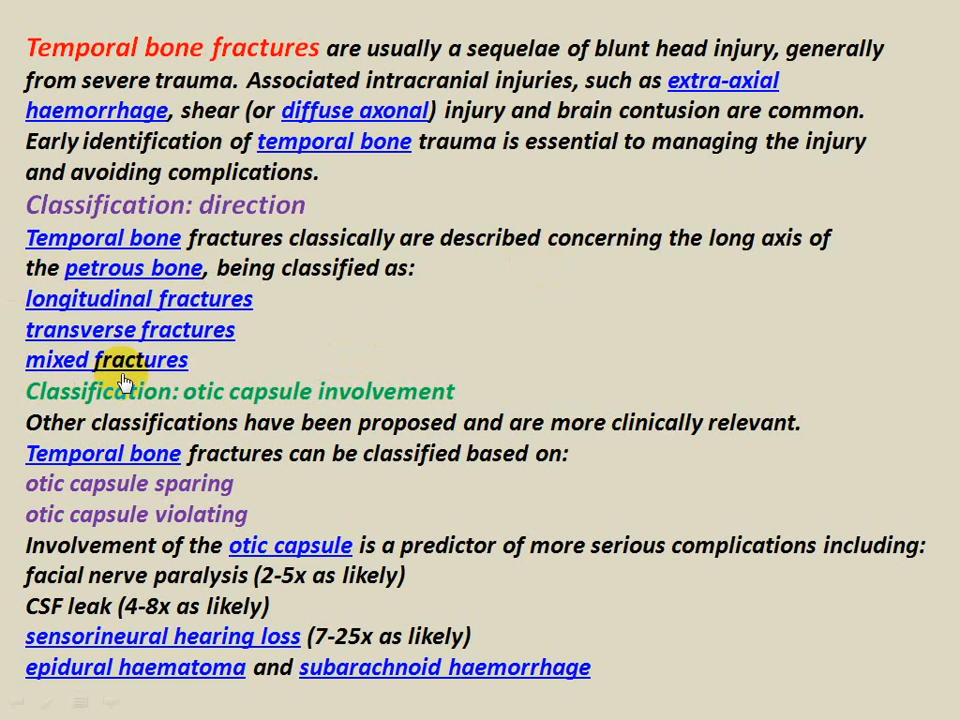 Temporal bone fractures are usually a sequelae of blunt head injury, generally
from severe trauma. Associated intracranial injuries, such as extra-axial
haemorrhage, shear (or diffuse axonal) injury and brain contusion are common.
Early identification of temporal bone trauma is essential to managing the injury
and avoiding complications.
Classification: direction
Temporal bone fractures classically are described concerning the long axis of
the petrous bone, being classified as:
longitudinal fractures
transverse fractures
mixed fractures
Classification: otic capsule involvement
Other classifications have been proposed and are more clinically relevant.
Temporal bone fractures can be classified based on:
otic capsule sparing
otic capsule violating
Involvement of the otic capsule is a predictor of more serious complications including:
facial nerve paralysis (2-5x as likely)
CSF leak (4-8x as likely)
sensorineural hearing loss (7-25x as likely)
epidural haematoma and subarachnoid haemorrhage